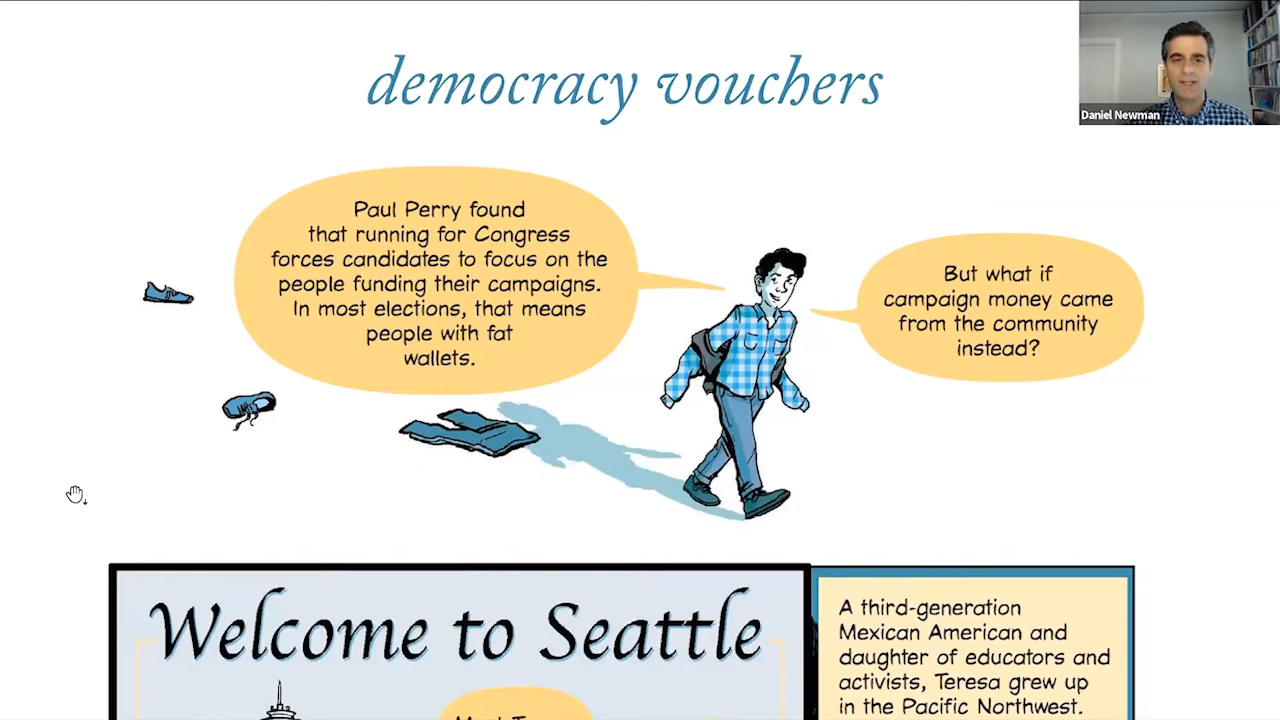 democracy vouchers
Daniel Newman
Paul Perry found
that running for Congress
forces candidates to focus on the
people funding their campaigns.
In most elections, that means
people with fat
wallets.
But what if
campaign money came
from the community
instead?
Welcome to Seattle
A third-generation
Mexican American and
daughter of educators and
activists, Teresa grew up
in the Pacific Northwest.